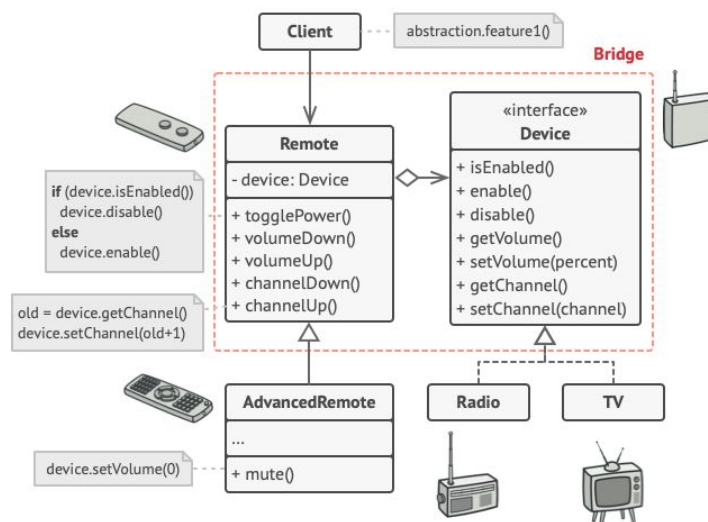 Client
abstraction.feature1()
Bridge
«interface»
Device
+ isEnabled()
+ enable()
+ disable()
+ getVolume()
+ setVolume(percent)
+ getChannel()
+ setChannel(channel)
Remote
- device: Device
+ togglePower()
+ volumeDown()
+ volumeUp()
+ channelDown()
+ channelUp()
if (device.isEnabled())
device.disable()
else
device.enable()
old = device.getChannel()
device.setChannel(old+1)
AdvancedRemote
...
+ mute()
device.setVolume(0)
Radio
TV